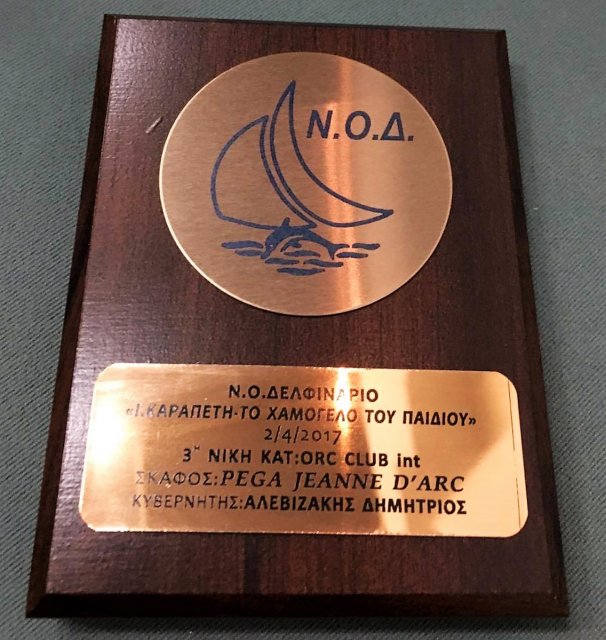 Ν.Ο.Δ.
Ν.Ο.ΔΕΛΦΙΝΑΡΙΟ
«Ι.ΚΑΡΑΠΕΤΗ-ΤΟ ΧΑΜΟΓΕΛΟ ΤΟΥ ΠΑΙΔΙΟΥ»
2/4/2017
3η ΝΙΚΗ ΚΑΤ:ORC CLUB int
ΣΚΑΦΟΣ:PEGA JEANNE D’ARC
ΚΥΒΕΡΝΗΤΗΣ:ΑΛΕΒΙΖΑΚΗΣ ΔΗΜΗΤΡΙΟΣ